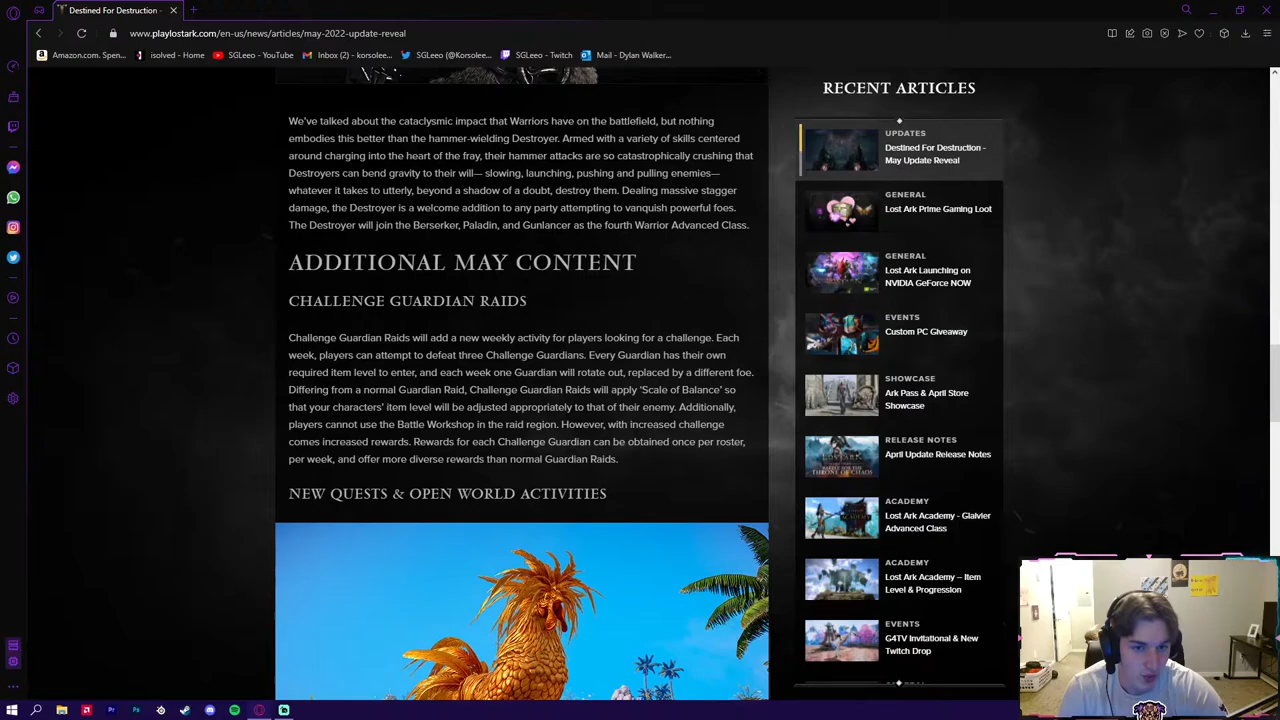 Destined For Destruction -
www.playlostark.com/en-us/news/articles/may-2022-update-reveal
Amazon.com. Spen...
isolved - Home
SGLeeo - YouTube
Inbox (2) - korsolee...
SGLeeo (@Korsolee...
SGLeeo - Twitch
Mail - Dylan Walker...
We've talked about the cataclysmic impact that Warriors have on the battlefield, but nothing
embodies this better than the hammer-wielding Destroyer. Armed with a variety of skills centered
around charging into the heart of the fray, their hammer attacks are so catastrophically crushing that
Destroyers can bend gravity to their will— slowing, launching, pushing and pulling enemies—
whatever it takes to utterly, beyond a shadow of a doubt, destroy them. Dealing massive stagger
damage, the Destroyer is a welcome addition to any party attempting to vanquish powerful foes.
The Destroyer will join the Berserker, Paladin, and Gunlancer as the fourth Warrior Advanced Class.
ADDITIONAL MAY CONTENT
CHALLENGE GUARDIAN RAIDS
Challenge Guardian Raids will add a new weekly activity for players looking for a challenge. Each
week, players can attempt to defeat three Challenge Guardians. Every Guardian has their own
required item level to enter, and each week one Guardian will rotate out, replaced by a different foe.
Differing from a normal Guardian Raid, Challenge Guardian Raids will apply 'Scale of Balance' so
that your characters' item level will be adjusted appropriately to that of their enemy. Additionally,
players cannot use the Battle Workshop in the raid region. However, with increased challenge
comes increased rewards. Rewards for each Challenge Guardian can be obtained once per roster,
per week, and offer more diverse rewards than normal Guardian Raids.
NEW QUESTS & OPEN WORLD ACTIVITIES
RECENT ARTICLES
UPDATES
Destined For Destruction -
May Update Reveal
GENERAL
Lost Ark Prime Gaming Loot
GENERAL
Lost Ark Launching on
NVIDIA GeForce NOW
EVENTS
Custom PC Giveaway
SHOWCASE
Ark Pass & April Store
Showcase
RELEASE NOTES
April Update Release Notes
ACADEMY
Lost Ark Academy - Glaivier
Advanced Class
ACADEMY
Lost Ark Academy – Item
Level & Progression
EVENTS
G4TV Invitational & New
Twitch Drop